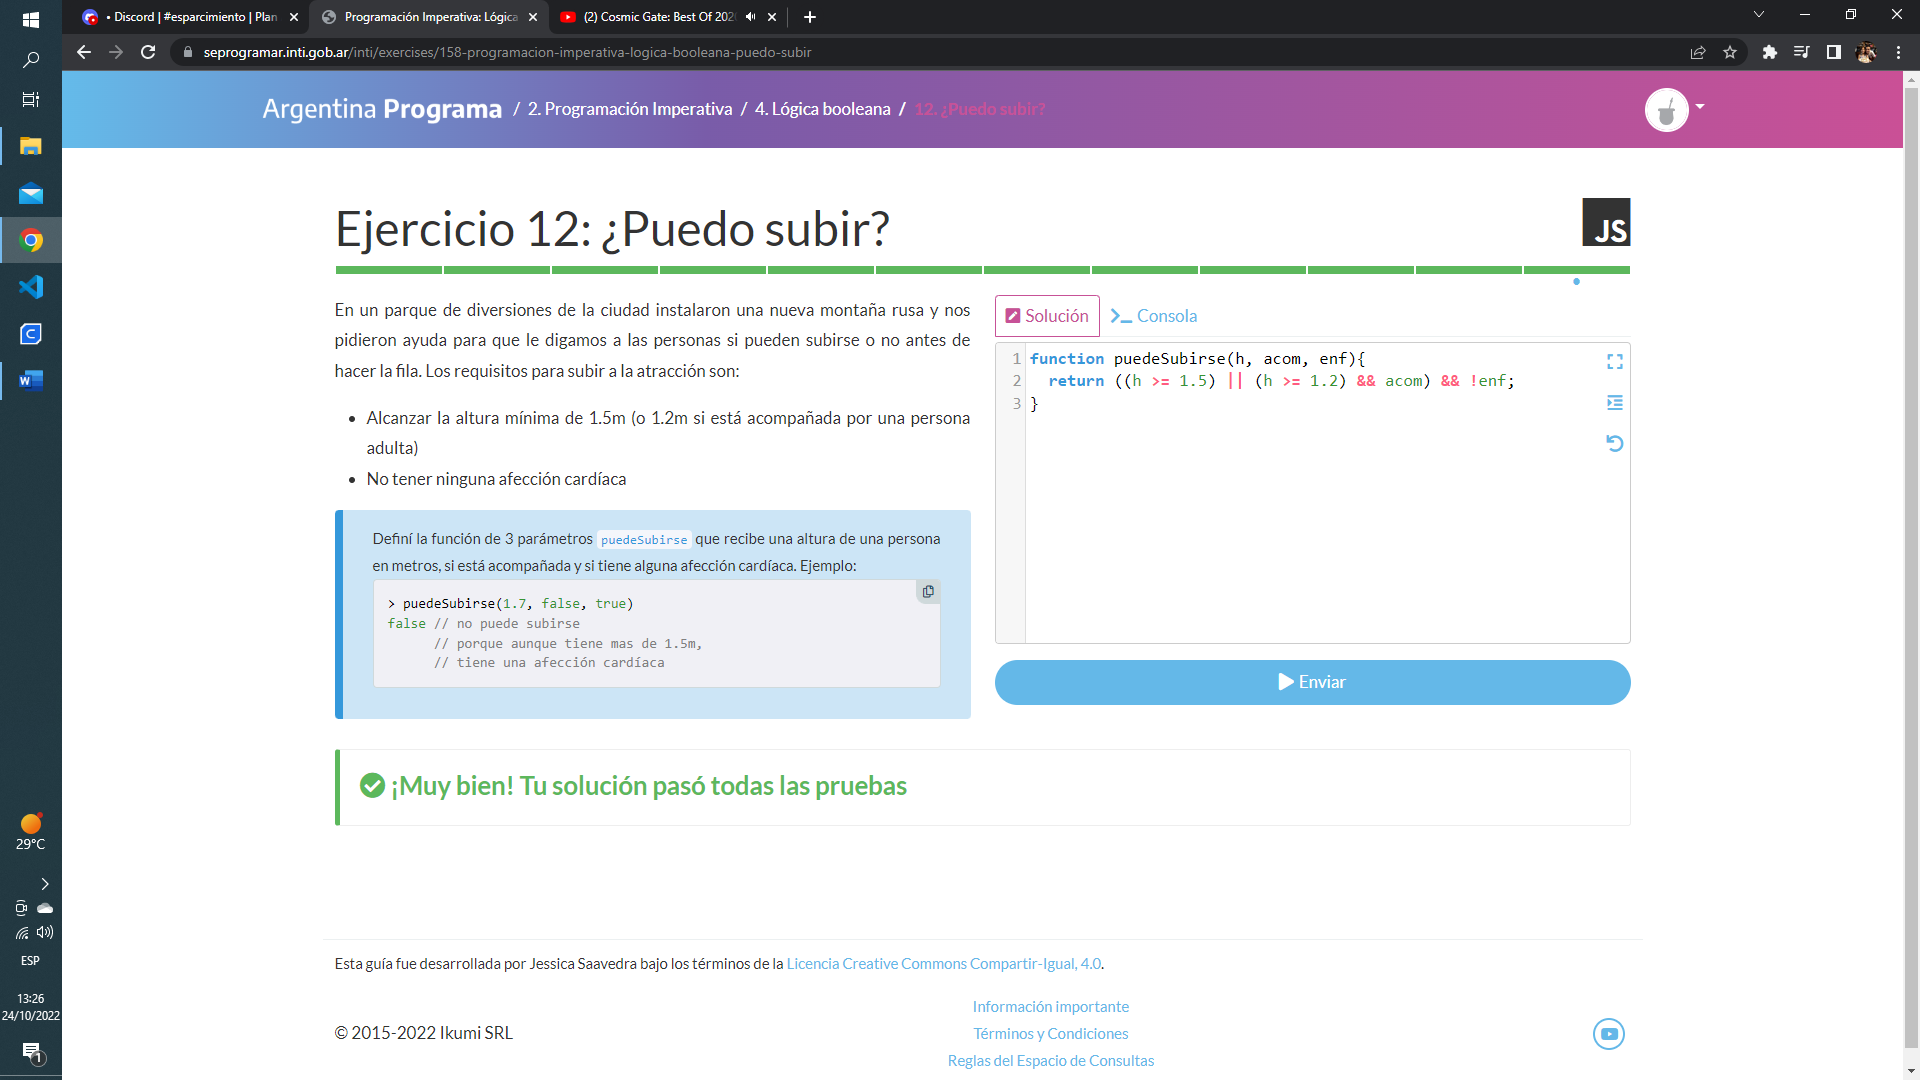 • Discord | #esparcimiento | Plan
Programación Imperativa: Lógica
(2) Cosmic Gate: Best Of 202
seprogramar.inti.gob.ar/inti/exercises/158-programacion-imperativa-logica-booleana-puedo-subir
Argentina Programa / 2. Programación Imperativa / 4. Lógica booleana / 12. ¿Puedo subir?
Ejercicio 12: ¿Puedo subir?
JS
En un parque de diversiones de la ciudad instalaron una nueva montaña rusa y nos
pidieron ayuda para que le digamos a las personas si pueden subirse o no antes de
hacer la fila. Los requisitos para subir a la atracción son:
• Alcanzar la altura mínima de 1.5m (o 1.2m si está acompañada por una persona
adulta)
• No tener ninguna afección cardíaca
Definí la función de 3 parámetros puedeSubirse que recibe una altura de una persona
en metros, si está acompañada y si tiene alguna afección cardíaca. Ejemplo:
> puedeSubirse(1.7, false, true)
false // no puede subirse
// porque aunque tiene mas de 1.5m,
// tiene una afección cardíaca
Solución
Consola
1 function puedeSubirse(h, acom, enf){
2 return ((h >= 1.5) || (h >= 1.2) && acom) && !enf;
3 }
Enviar
¡Muy bien! Tu solución pasó todas las pruebas
Esta guía fue desarrollada por Jessica Saavedra bajo los términos de la Licencia Creative Commons Compartir-Igual, 4.0.
© 2015-2022 Ikumi SRL
Información importante
Términos y Condiciones
Reglas del Espacio de Consultas
29°C
ESP
13:26
24/10/2022
1